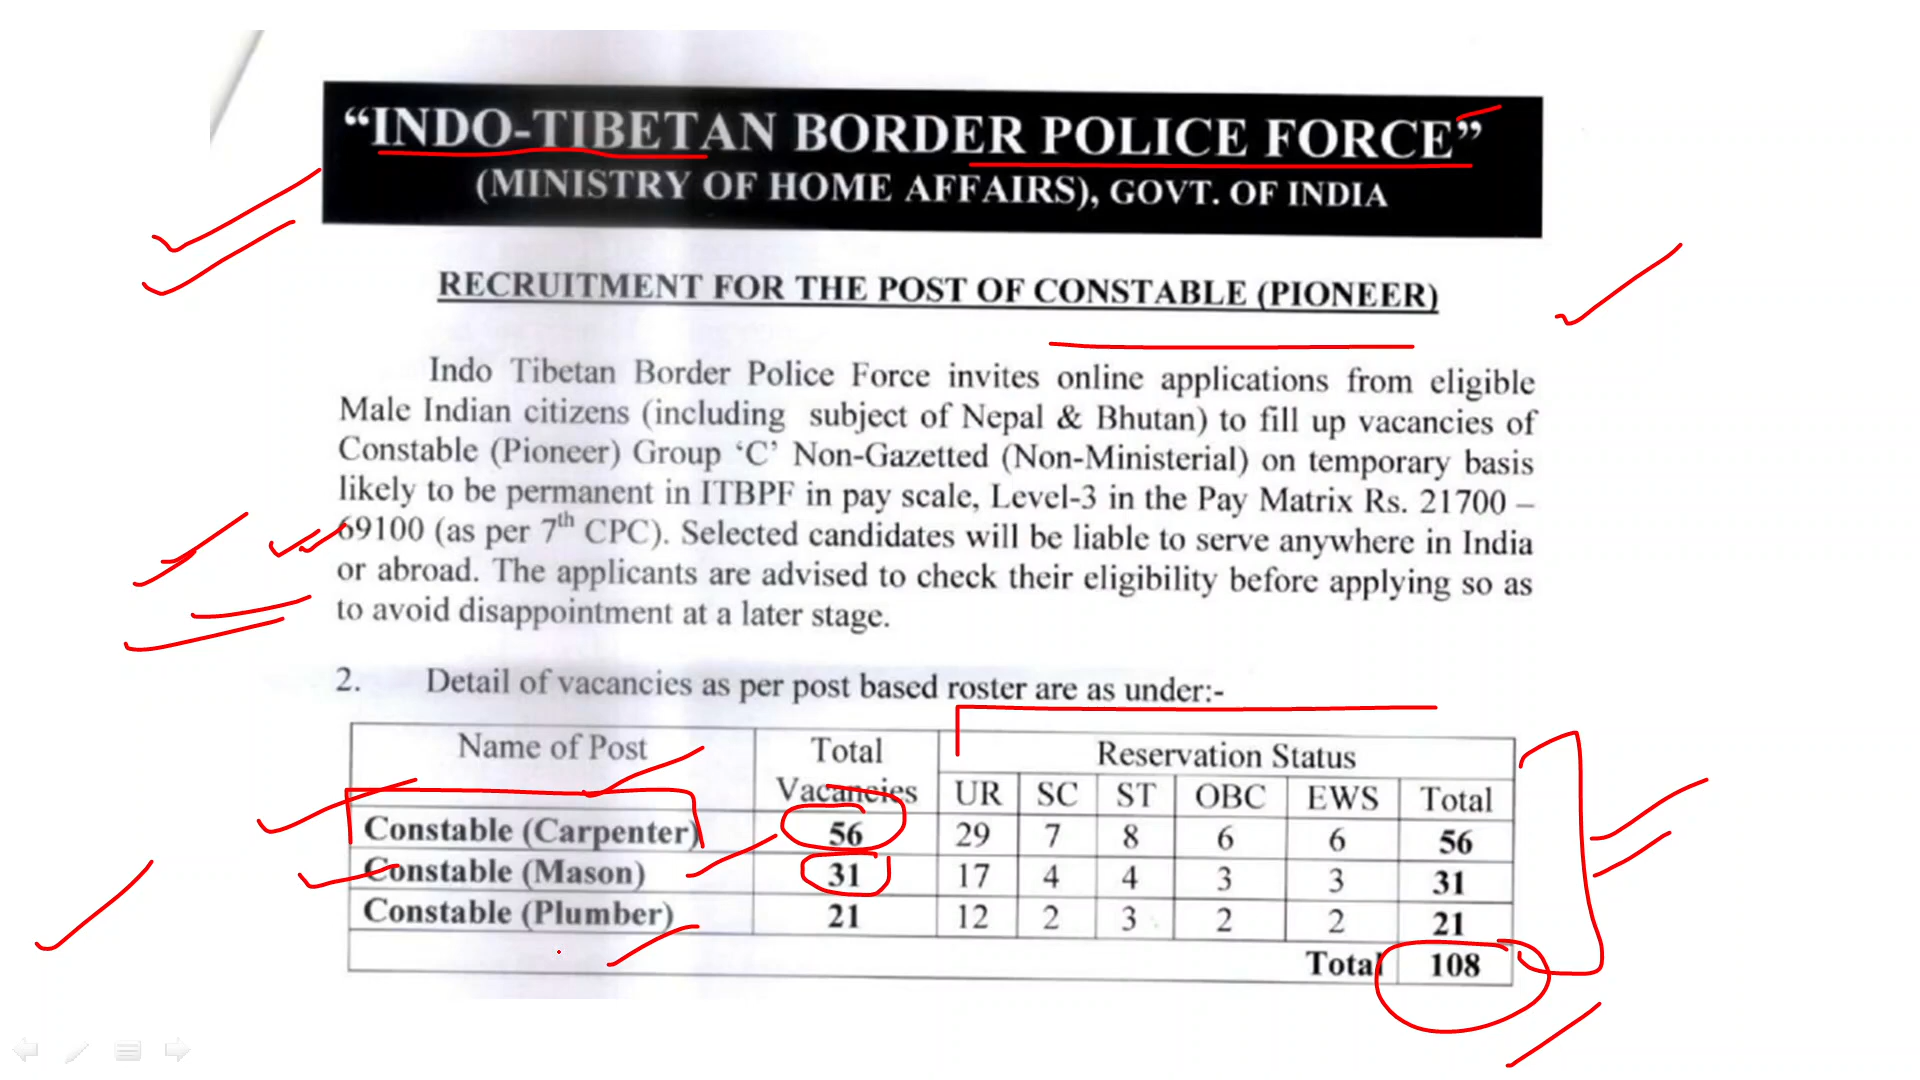 “INDO-TIBETAN BORDER POLICE FORCE”
(MINISTRY OF HOME AFFAIRS), GOVT. OF INDIA
RECRUITMENT FOR THE POST OF CONSTABLE (PIONEER)
Indo Tibetan Border Police Force invites online applications from eligible
Male Indian citizens (including subject of Nepal & Bhutan) to fill up vacancies of
Constable (Pioneer) Group ‘C’ Non-Gazetted (Non-Ministerial) on temporary basis
likely to be permanent in ITBPF in pay scale, Level-3 in the Pay Matrix Rs. 21700 –
69100 (as per 7th CPC). Selected candidates will be liable to serve anywhere in India
or abroad. The applicants are advised to check their eligibility before applying so as
to avoid disappointment at a later stage.
2. Detail of vacancies as per post based roster are as under:-
Name of Post Total Vacancies Reservation Status
UR SC ST OBC EWS Total
Constable (Carpenter) 56 29 7 8 6 6 56
Constable (Mason) 31 17 4 4 3 3 31
Constable (Plumber) 21 12 2 3 2 2 21
Total 108